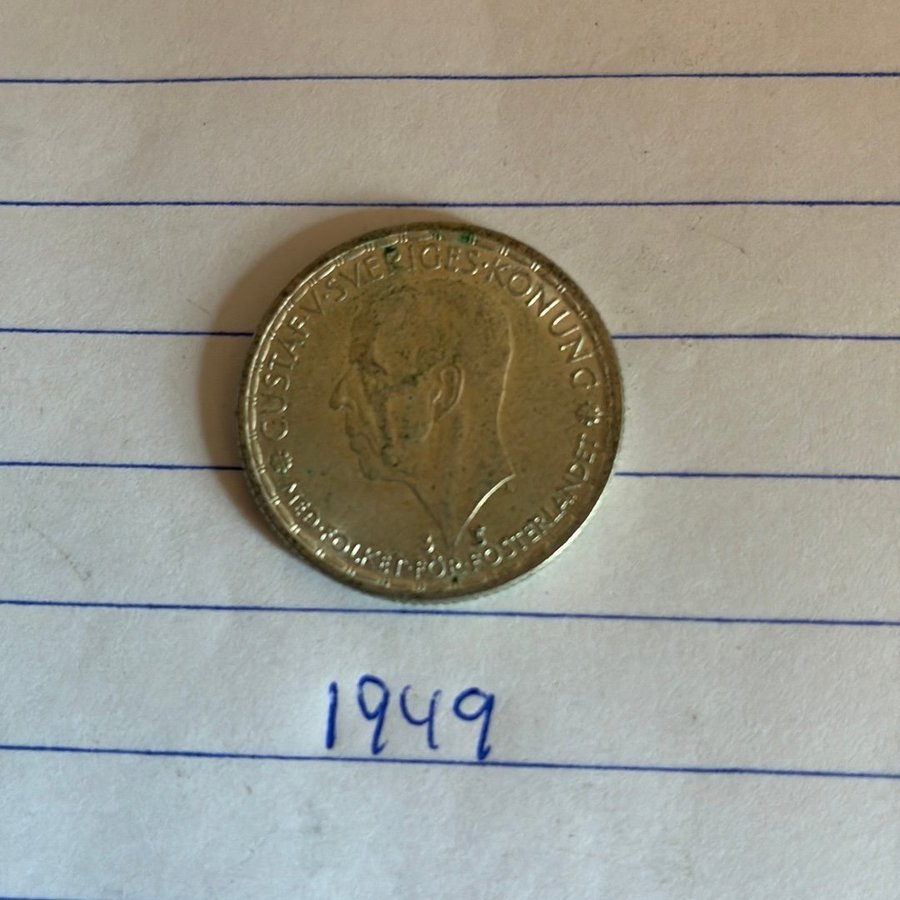 GUSTAF·V·SVERIGES·KONUNG
MED·FOLKET·FÖR·FOSTERLANDET
1949